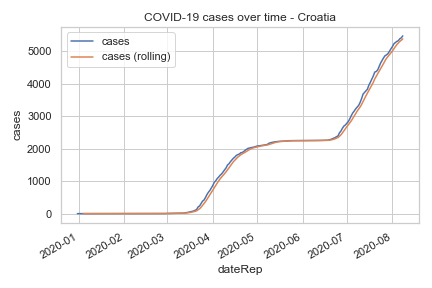 COVID-19 cases over time - Croatia
cases
cases (rolling)
cases
5000
4000
3000
2000
1000
0
2020-01
2020-02
2020-03
2020-04
2020-05
2020-06
2020-07
2020-08
dateRep